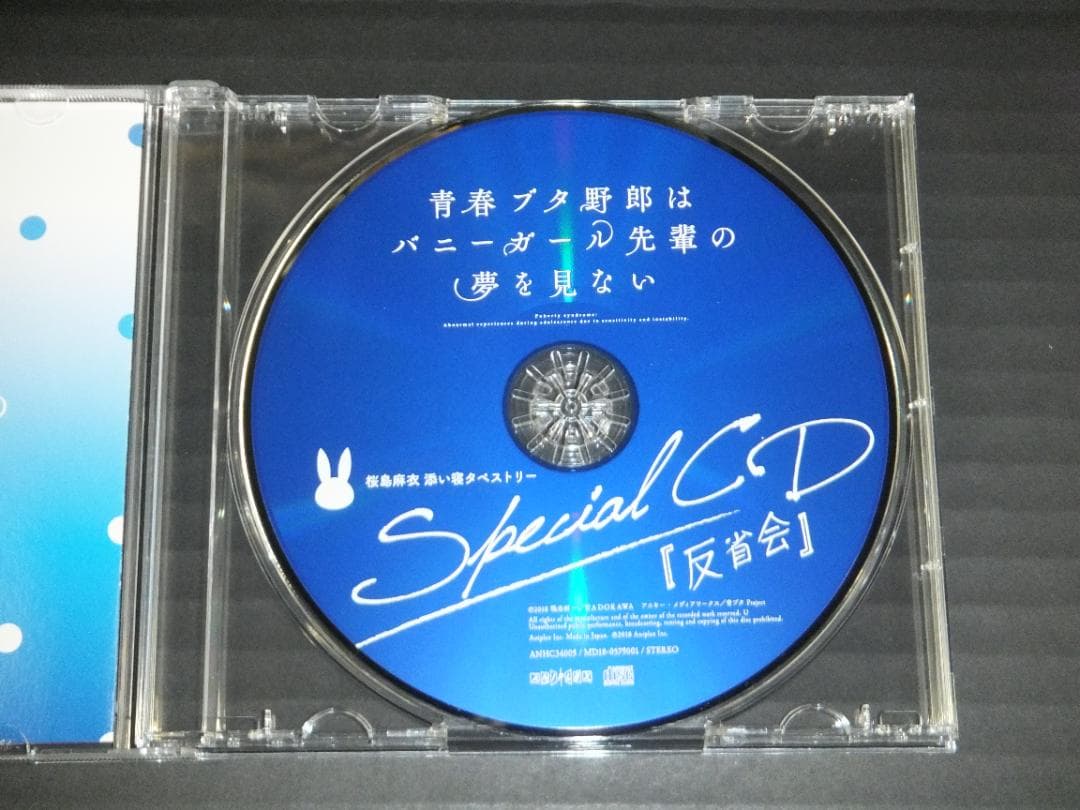 青春ブタ野郎は
バニーガール先輩の
夢を見ない
Puberty syndrome:
Abnormal experiences during adolescence due to sensitivity and instability.
桜島麻衣 添い寝タペストリー
Special CD
『反省会』
©2018 鴨志田 KADOKAWA アスキー・メディアワークス/青ブタ Project
All rights of the manufacturer and of the owner of the recorded work reserved. U
Unauthorized public performance, broadcasting, renting and copying of this disc prohibited.
Aniplex Inc. Made in Japan. ℗2018 Aniplex Inc.
ANHC34005 / MD18-0575001 / STEREO